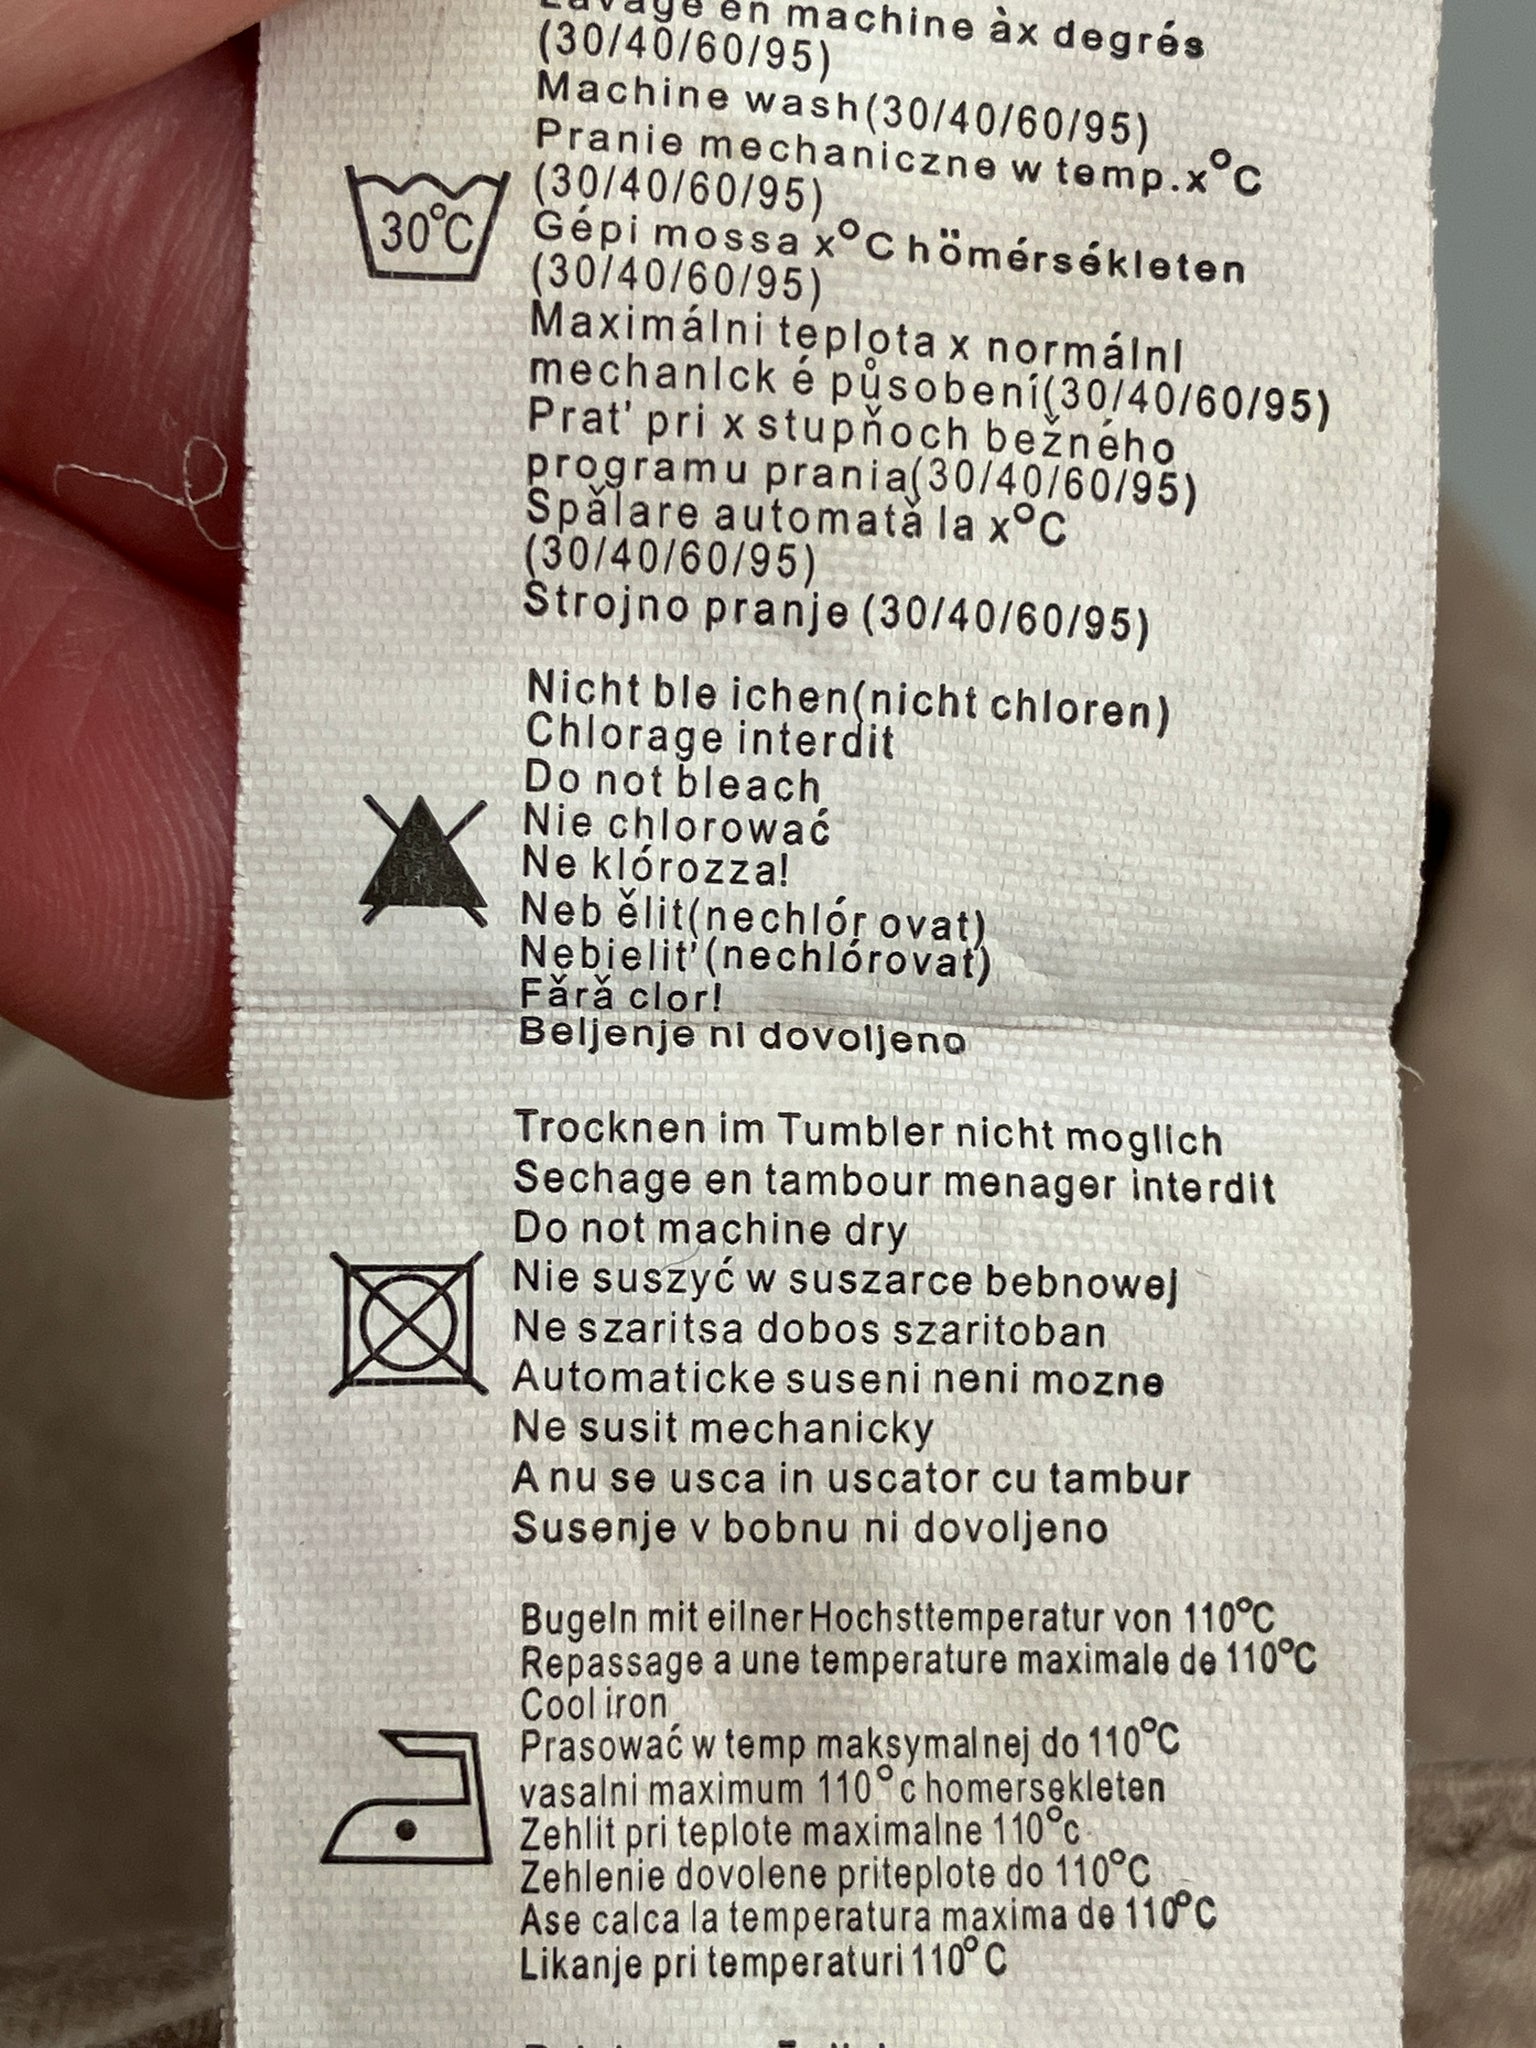 Lavage en machine àx degrés
(30/40/60/95)
Machine wash(30/40/60/95)
Pranie mechaniczne w temp.x°C
(30/40/60/95)
30°C
Gépi mossa x°C hömérsékleten
(30/40/60/95)
Maximálni teplota x normálnI
mechanIck é působení(30/40/60/95)
Prat' pri x stupňoch bežného
programu prania(30/40/60/95)
Spǎlare automatǎ la x°C
(30/40/60/95)
Strojno pranje (30/40/60/95)
Nicht ble ichen(nicht chloren)
Chlorage interdit
Do not bleach
Nie chlorować
Ne klórozza!
Neb ělit(nechlór ovat)
Nebielit'(nechlórovat)
Fǎrǎ clor!
Beljenje ni dovoljeno
Trocknen im Tumbler nicht moglich
Sechage en tambour menager interdit
Do not machine dry
Nie suszyć w suszarce bebnowej
Ne szaritsa dobos szaritoban
Automaticke suseni neni mozne
Ne susit mechanicky
A nu se usca in uscator cu tambur
Susenje v bobnu ni dovoljeno
Bugeln mit eilner Hochsttemperatur von 110°C
Repassage a une temperature maximale de 110°C
Cool iron
Prasować w temp maksymalnej do 110°C
vasalni maximum 110°c homersekleten
Zehlit pri teplote maximalne 110°c
Zehlenie dovolene priteplote do 110°C
Ase calca la temperatura maxima de 110°C
Likanje pri temperaturi 110°C